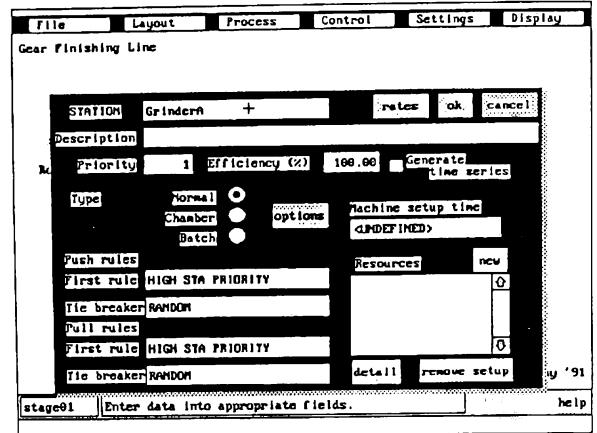 File Layout Process Control Settings Display
Gear Finishing Line
STATION GrinderA rates ok cancel
Description
Priority 1 Efficiency (%) 100.00 Generate time series
Type Normal
Chamber options Machine setup time
Batch <UNDEFINED>
Push rules Resources new
First rule HIGH STA PRIORITY
Tie breaker RANDOM
Pull rules
First rule HIGH STA PRIORITY
Tie breaker RANDOM detail remove setup
'91
stage01 Enter data into appropriate fields. help